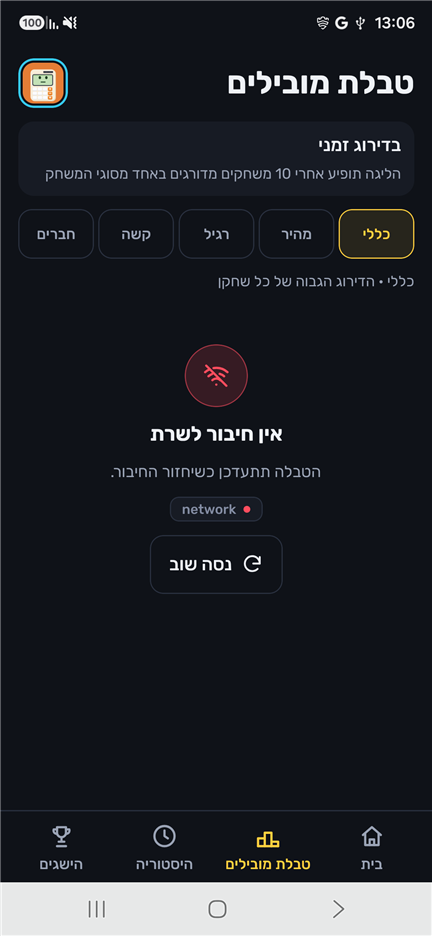 100
13:06
טבלת מובילים
בדירוג זמני
הליגה תופיע אחרי 10 משחקים מדורגים באחד מסוגי המשחק
כללי
מהיר
רגיל
קשה
חברים
כללי • הדירוג הגבוה של כל שחקן
אין חיבור לשרת
הטבלה תתעדכן כשיחזור החיבור.
network
נסה שוב
בית
טבלת מובילים
היסטוריה
הישגים